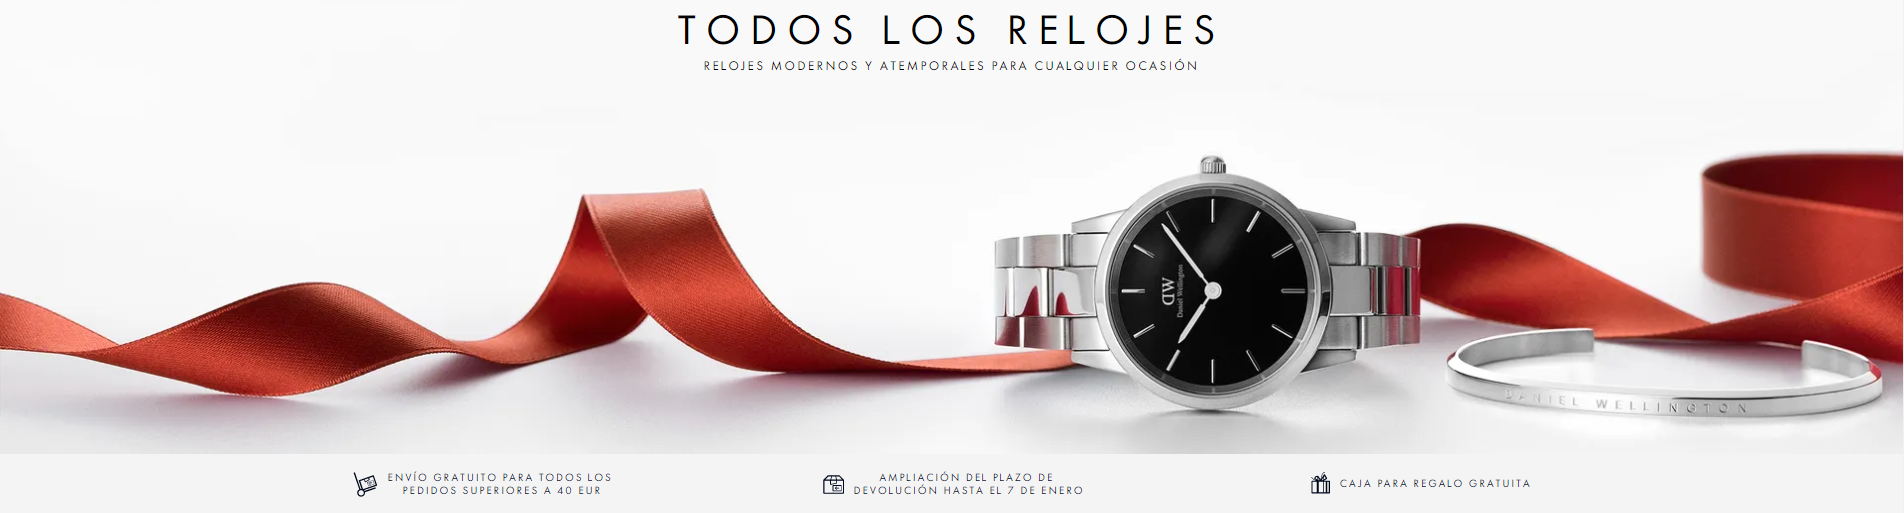 TODOS LOS RELOJES
RELOJES MODERNOS Y ATEMPORALES PARA CUALQUIER OCASIÓN
DW
Daniel Wellington
DANIEL WELLINGTON
ENVÍO GRATUITO PARA TODOS LOS
PEDIDOS SUPERIORES A 40 EUR
AMPLIACIÓN DEL PLAZO DE
DEVOLUCIÓN HASTA EL 7 DE ENERO
CAJA PARA REGALO GRATUITA